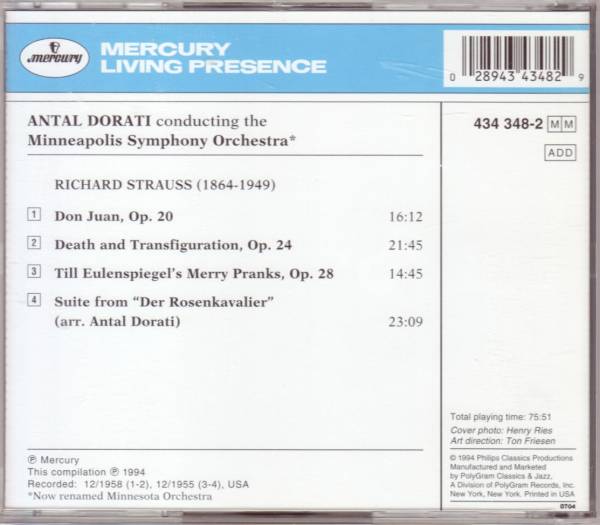 mercury
MERCURY
LIVING PRESENCE
0 28943 43482 9
ANTAL DORATI conducting the
Minneapolis Symphony Orchestra*
434 348-2 MM
ADD
RICHARD STRAUSS (1864-1949)
1 Don Juan, Op. 20 16:12
2 Death and Transfiguration, Op. 24 21:45
3 Till Eulenspiegel's Merry Pranks, Op. 28 14:45
4 Suite from “Der Rosenkavalier”
(arr. Antal Dorati) 23:09
Total playing time: 75:51
Cover photo: Henry Ries
Art direction: Ton Friesen
℗ Mercury
This compilation ℗ 1994
Recorded: 12/1958 (1-2), 12/1955 (3-4), USA
*Now renamed Minnesota Orchestra
© 1994 Philips Classics Productions
Manufactured and Marketed
by PolyGram Classics & Jazz,
A Division of PolyGram Records, Inc.
New York, New York. Printed in USA
0704